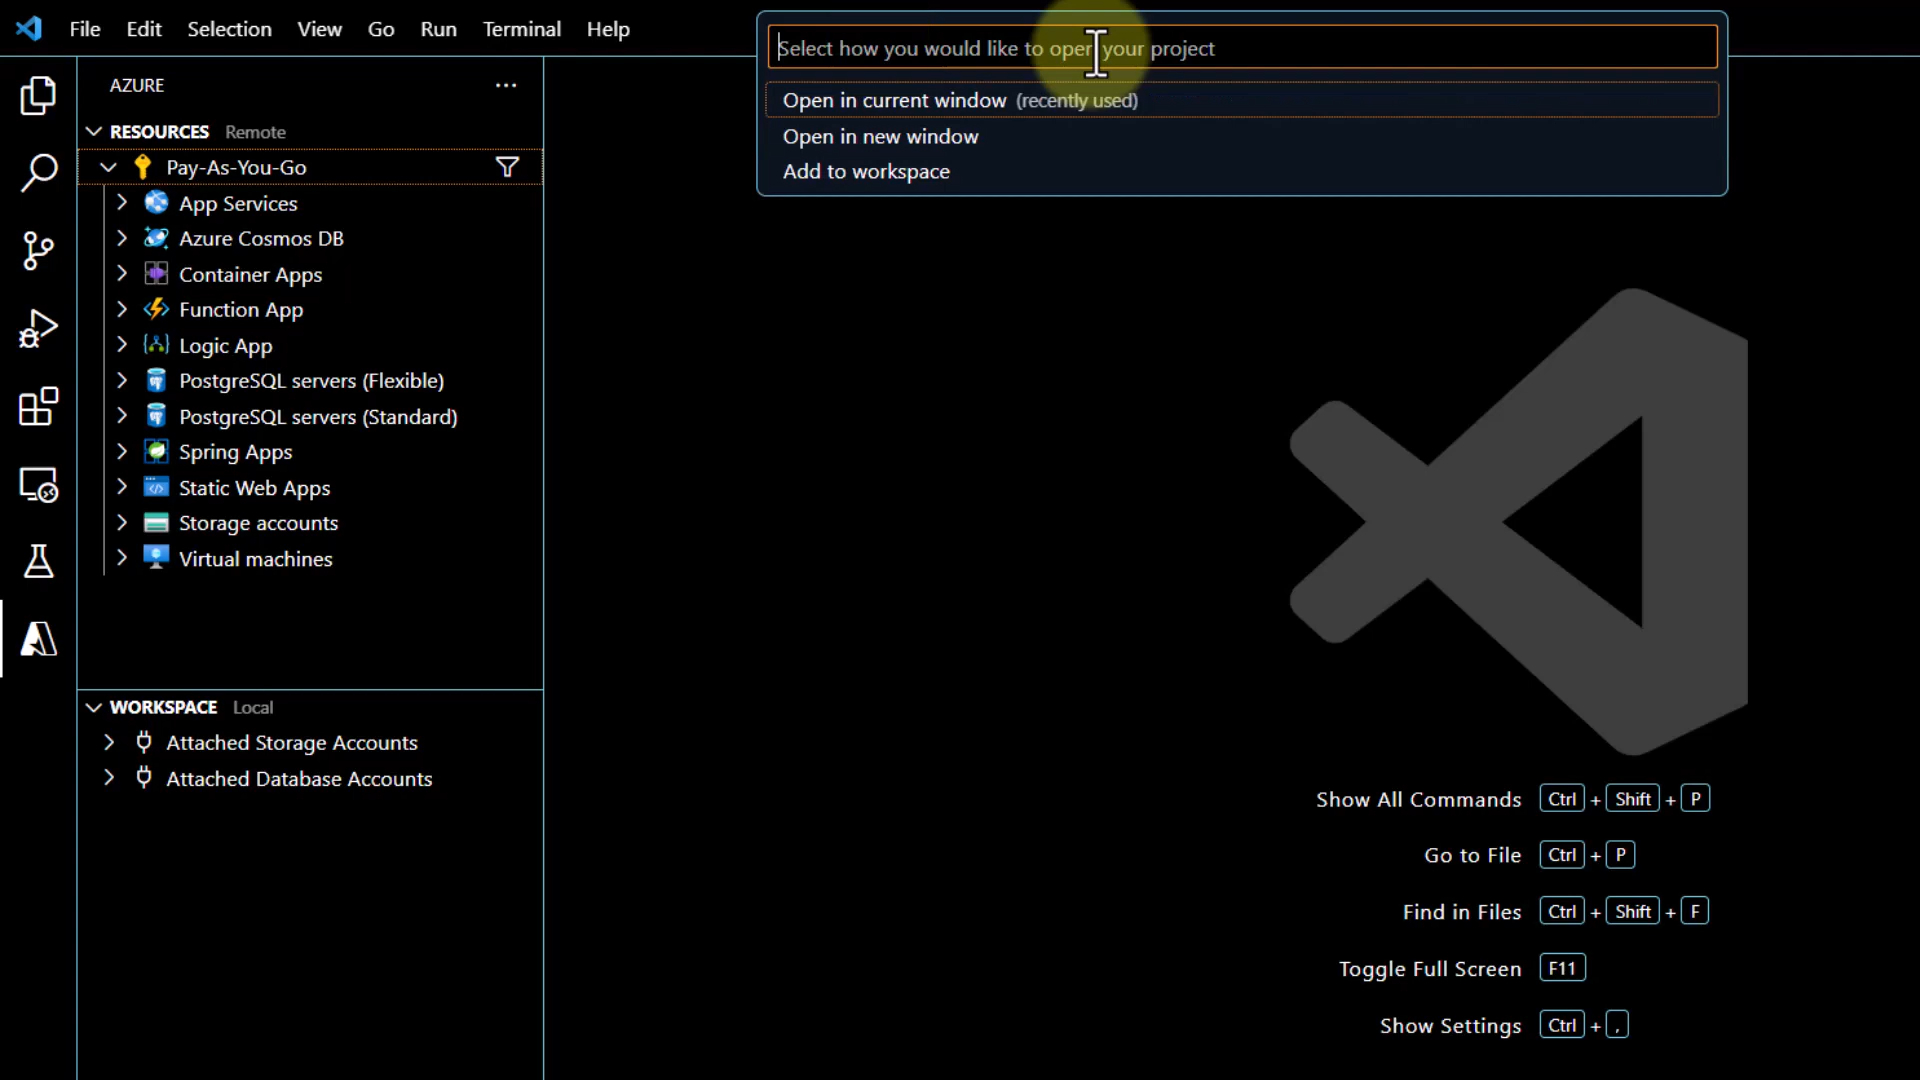 File Edit Selection View Go Run Terminal Help
Select how you would like to open your project
Open in current window (recently used)
Open in new window
Add to workspace
AZURE
RESOURCES Remote
Pay-As-You-Go
App Services
Azure Cosmos DB
Container Apps
Function App
Logic App
PostgreSQL servers (Flexible)
PostgreSQL servers (Standard)
Spring Apps
Static Web Apps
Storage accounts
Virtual machines
WORKSPACE Local
Attached Storage Accounts
Attached Database Accounts
Show All Commands Ctrl + Shift + P
Go to File Ctrl + P
Find in Files Ctrl + Shift + F
Toggle Full Screen F11
Show Settings Ctrl + ,